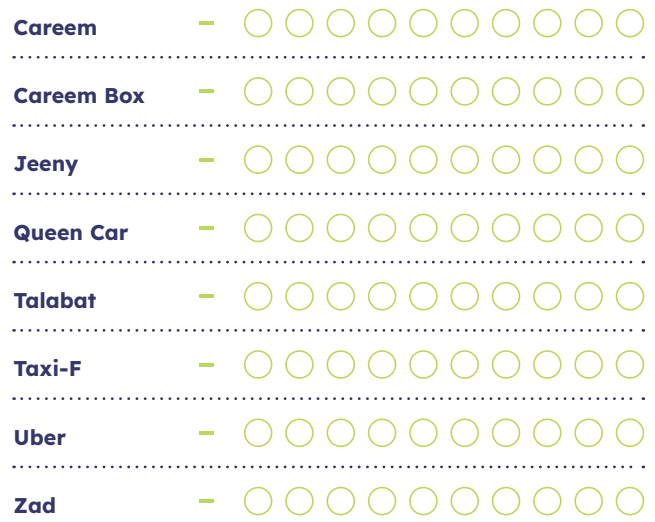 Careem -
Careem Box -
Jeeny -
Queen Car -
Talabat -
Taxi-F -
Uber -
Zad -